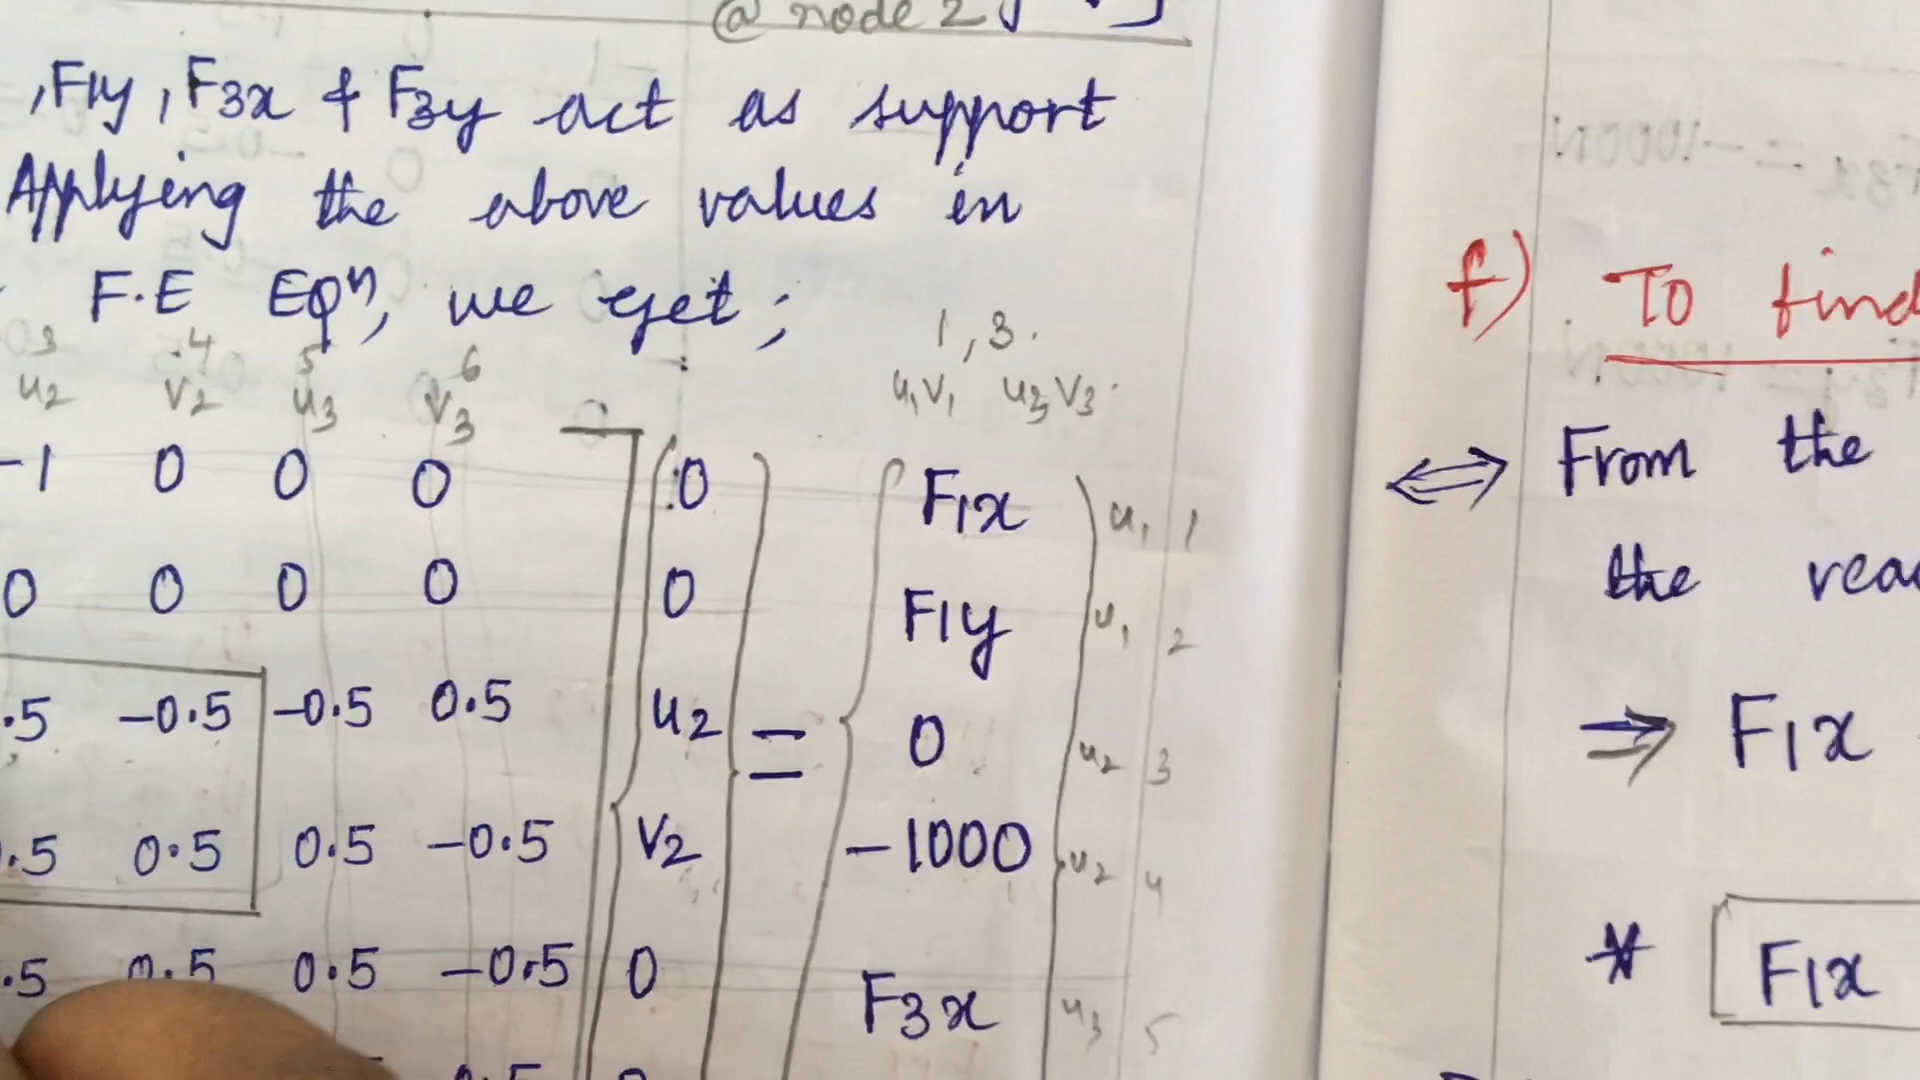 @ node 2
, F1y, F3x & F3y act as support
Applying the above values in
F.E EQⁿ, we get;
1, 3.
3 4 5 6
u2 v2 u3 v3
u1v1 u3 v3
-1 0 0 0 0 F1x u1 1
0 0 0 0 0 F1y 2
.5 -0.5 -0.5 0.5 u2 = 0 u2 3
.5 0.5 0.5 -0.5 v2 -1000 v2 4
.5 0.5 0.5 -0.5 0 F3x u3 5
f) To find
⇔ From the
the reac
⇒ F1x
* F1x